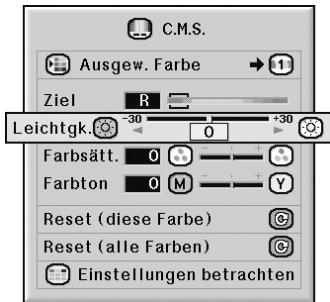 C.M.S.
Ausgew. Farbe 1
Ziel R
Leichtgk. -30 0 +30
Farbsätt. 0 - +
Farbton 0 M - + Y
Reset (diese Farbe)
Reset (alle Farben)
Einstellungen betrachten